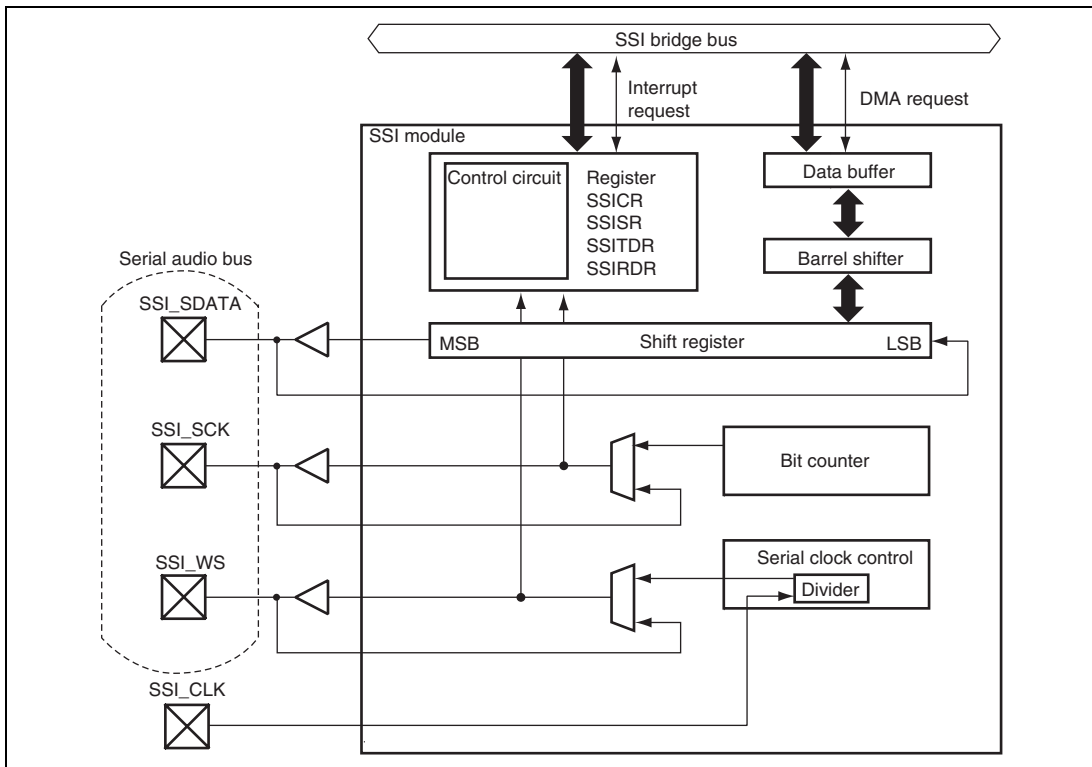 SSI bridge bus
Interrupt
request
DMA request
SSI module
Control circuit
Register
SSICR
SSISR
SSITDR
SSIRDR
Data buffer
Barrel shifter
Serial audio bus
SSI_SDATA
MSB
Shift register
LSB
SSI_SCK
Bit counter
SSI_WS
Serial clock control
Divider
SSI_CLK